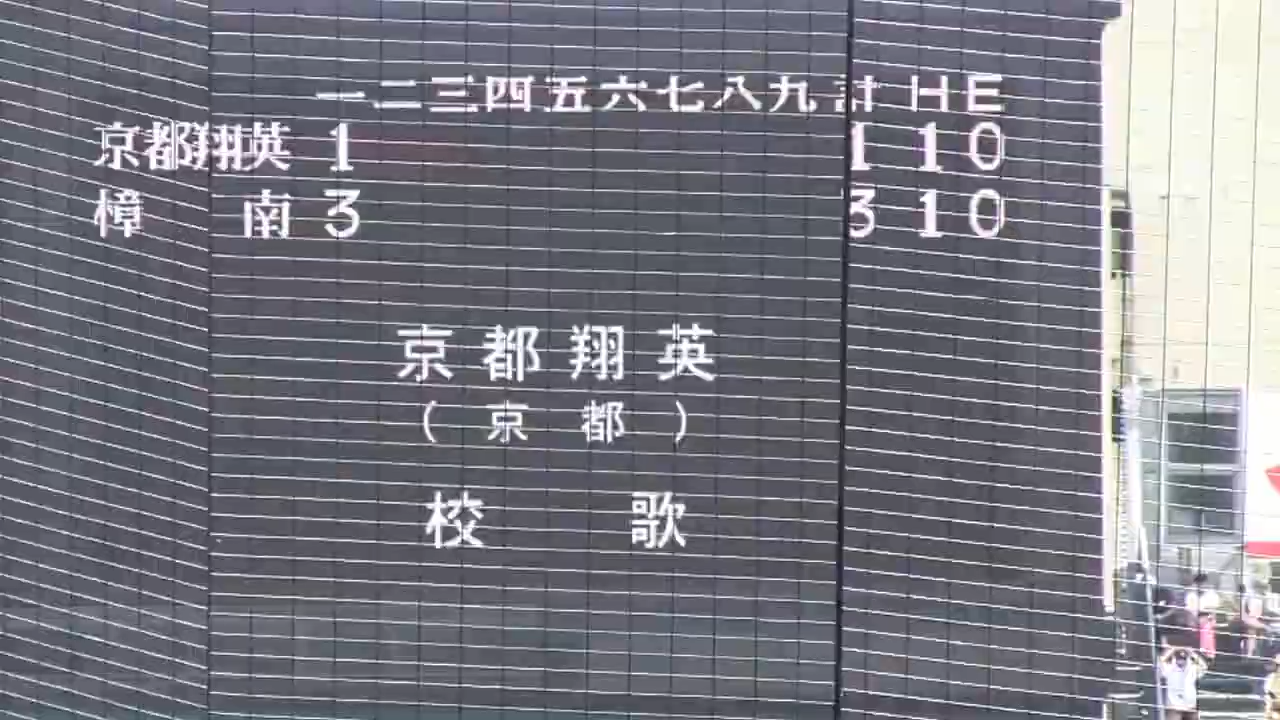 一二三四五六七八九計 H E
京都翔英 1 1 1 0
樟 南 3 3 1 0
京都翔英
(京都)
校 歌